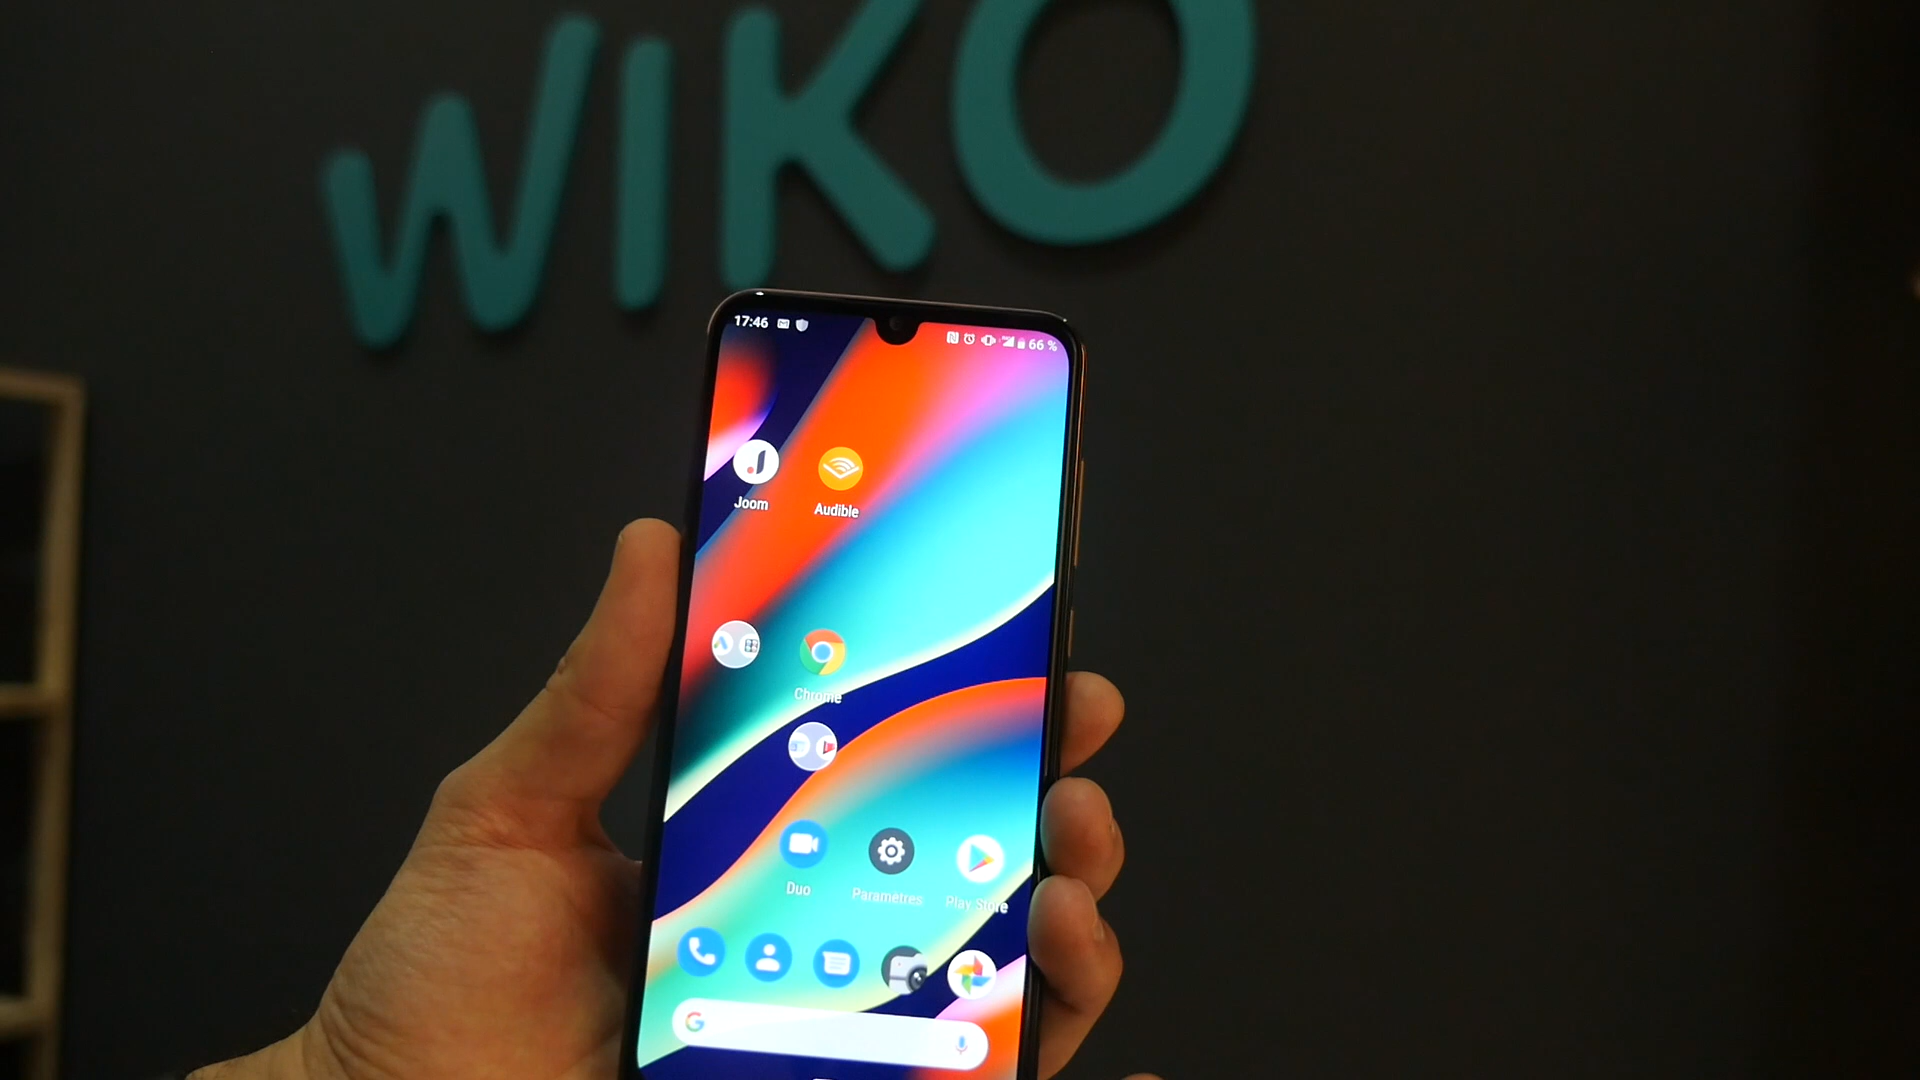 WIKO
17:46
66 %
Joom
Audible
Chrome
Duo
Paramètres
Play Store
G